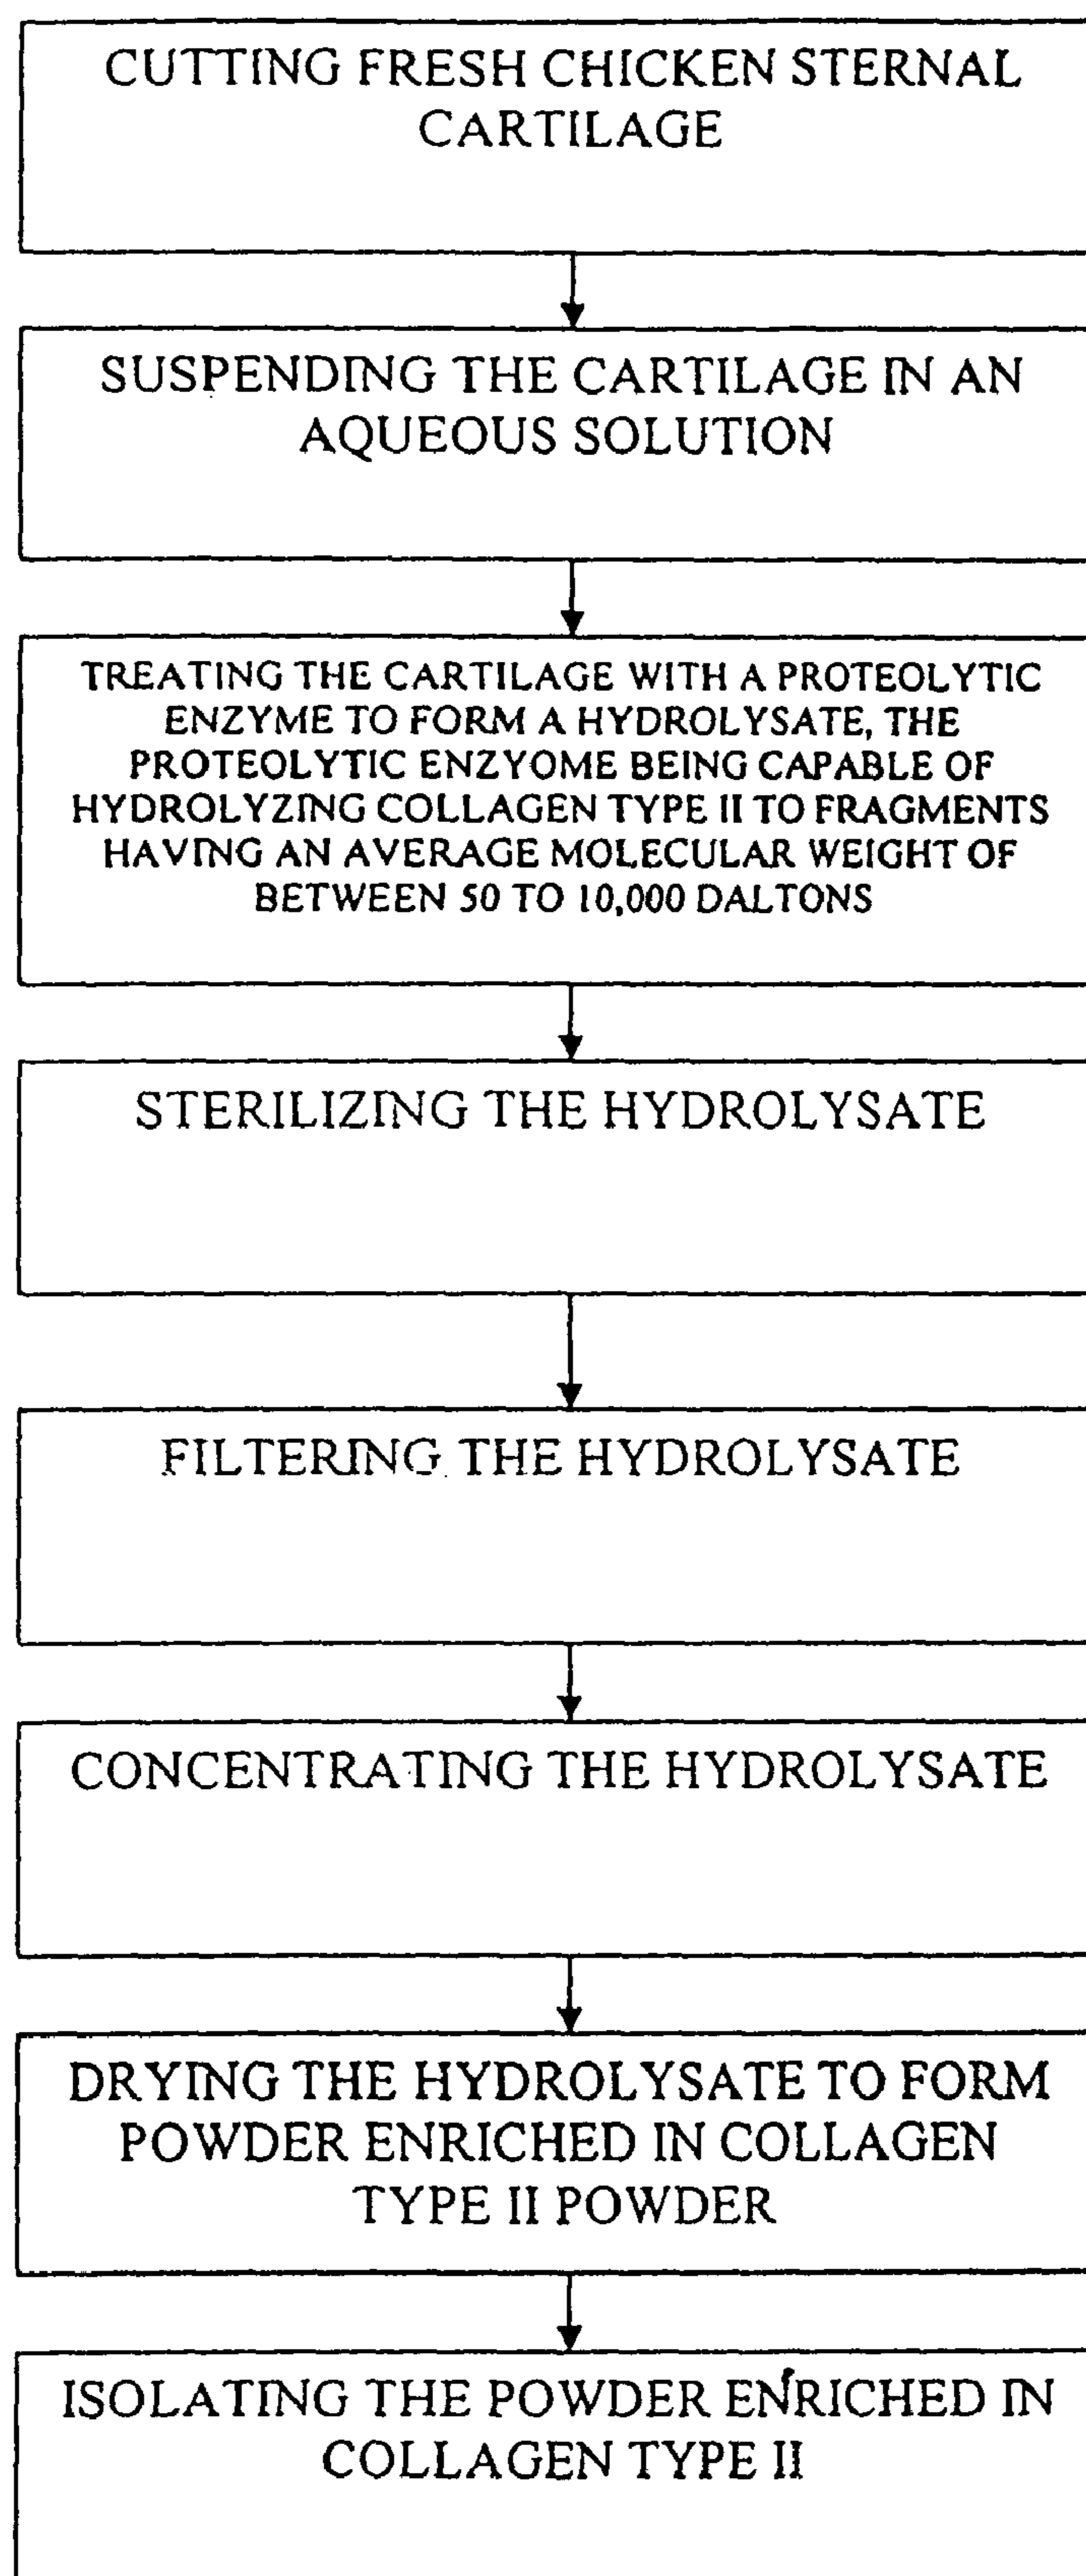 CUTTING FRESH CHICKEN STERNAL
CARTILAGE
SUSPENDING THE CARTILAGE IN AN
AQUEOUS SOLUTION
TREATING THE CARTILAGE WITH A PROTEOLYTIC
ENZYME TO FORM A HYDROLYSATE, THE
PROTEOLYTIC ENZYOME BEING CAPABLE OF
HYDROLYZING COLLAGEN TYPE II TO FRAGMENTS
HAVING AN AVERAGE MOLECULAR WEIGHT OF
BETWEEN 50 TO 10,000 DALTONS
STERILIZING THE HYDROLYSATE
FILTERING THE HYDROLYSATE
CONCENTRATING THE HYDROLYSATE
DRYING THE HYDROLYSATE TO FORM
POWDER ENRICHED IN COLLAGEN
TYPE II POWDER
ISOLATING THE POWDER ENRICHED IN
COLLAGEN TYPE II